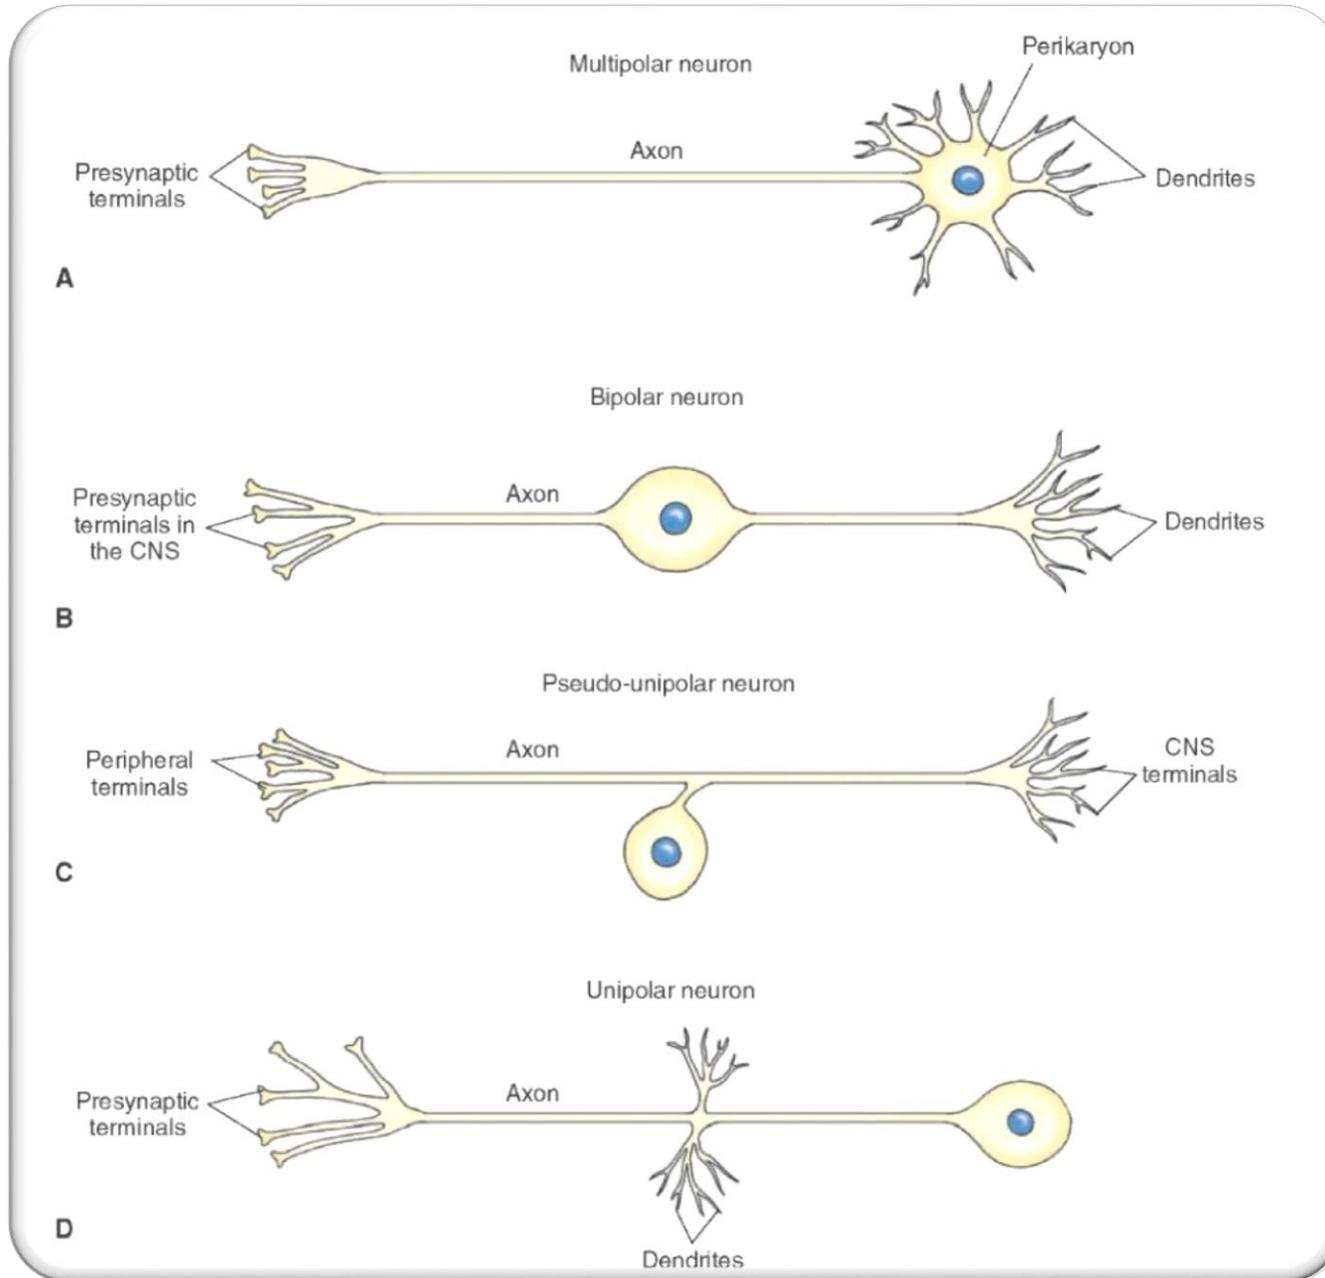 Multipolar neuron
Perikaryon
Axon
Presynaptic
terminals
Dendrites
A
Bipolar neuron
Axon
Presynaptic
terminals in
the CNS
Dendrites
B
Pseudo-unipolar neuron
Axon
Peripheral
terminals
CNS
terminals
C
Unipolar neuron
Axon
Presynaptic
terminals
D
Dendrites